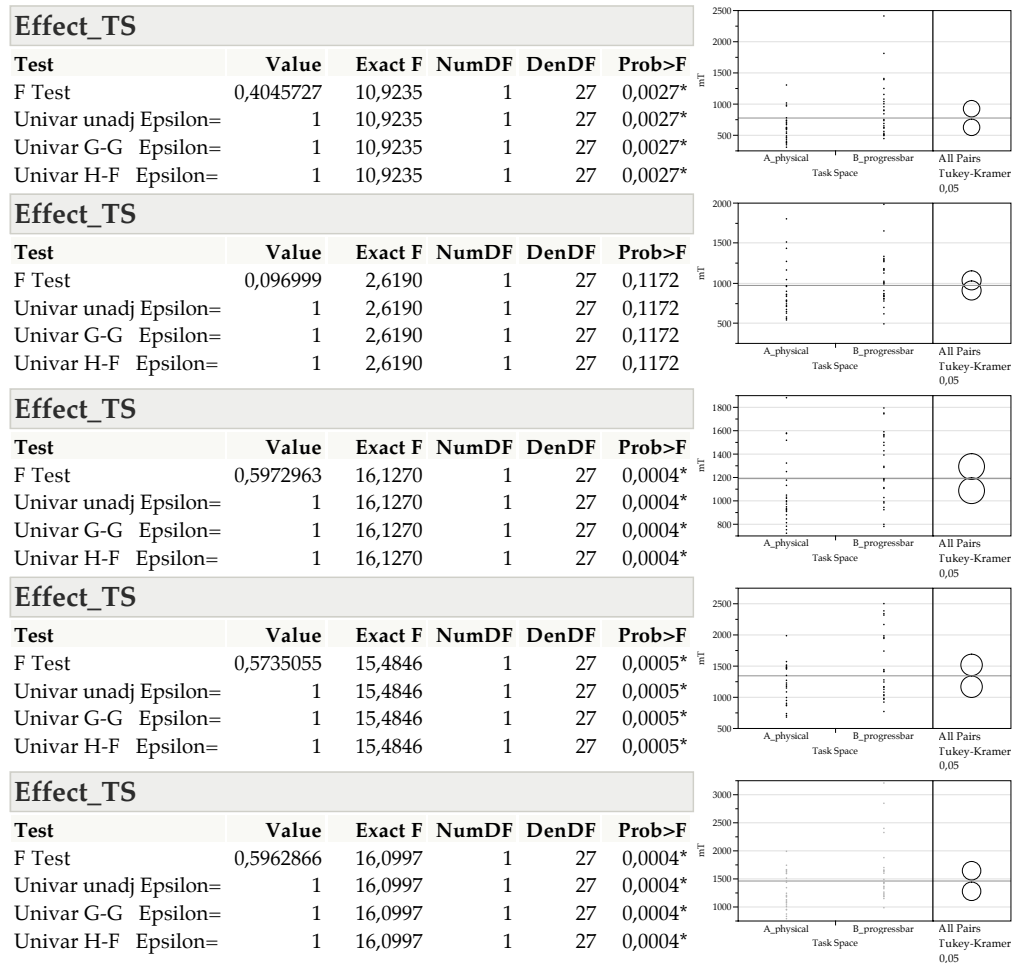 Effect_TS
Test Value Exact F NumDF DenDF Prob>F
F Test 0,4045727 10,9235 1 27 0,0027*
Univar unadj Epsilon= 1 10,9235 1 27 0,0027*
Univar G-G Epsilon= 1 10,9235 1 27 0,0027*
Univar H-F Epsilon= 1 10,9235 1 27 0,0027*
2500
2000
1500
1000
500
mT
A_physical B_progressbar
Task Space
All Pairs
Tukey-Kramer
0,05
Effect_TS
Test Value Exact F NumDF DenDF Prob>F
F Test 0,096999 2,6190 1 27 0,1172
Univar unadj Epsilon= 1 2,6190 1 27 0,1172
Univar G-G Epsilon= 1 2,6190 1 27 0,1172
Univar H-F Epsilon= 1 2,6190 1 27 0,1172
2000
1500
1000
500
mT
A_physical B_progressbar
Task Space
All Pairs
Tukey-Kramer
0,05
Effect_TS
Test Value Exact F NumDF DenDF Prob>F
F Test 0,5972963 16,1270 1 27 0,0004*
Univar unadj Epsilon= 1 16,1270 1 27 0,0004*
Univar G-G Epsilon= 1 16,1270 1 27 0,0004*
Univar H-F Epsilon= 1 16,1270 1 27 0,0004*
1800
1600
1400
1200
1000
800
mT
A_physical B_progressbar
Task Space
All Pairs
Tukey-Kramer
0,05
Effect_TS
Test Value Exact F NumDF DenDF Prob>F
F Test 0,5735055 15,4846 1 27 0,0005*
Univar unadj Epsilon= 1 15,4846 1 27 0,0005*
Univar G-G Epsilon= 1 15,4846 1 27 0,0005*
Univar H-F Epsilon= 1 15,4846 1 27 0,0005*
2500
2000
1500
1000
500
mT
A_physical B_progressbar
Task Space
All Pairs
Tukey-Kramer
0,05
Effect_TS
Test Value Exact F NumDF DenDF Prob>F
F Test 0,5962866 16,0997 1 27 0,0004*
Univar unadj Epsilon= 1 16,0997 1 27 0,0004*
Univar G-G Epsilon= 1 16,0997 1 27 0,0004*
Univar H-F Epsilon= 1 16,0997 1 27 0,0004*
3000
2500
2000
1500
1000
mT
A_physical B_progressbar
Task Space
All Pairs
Tukey-Kramer
0,05